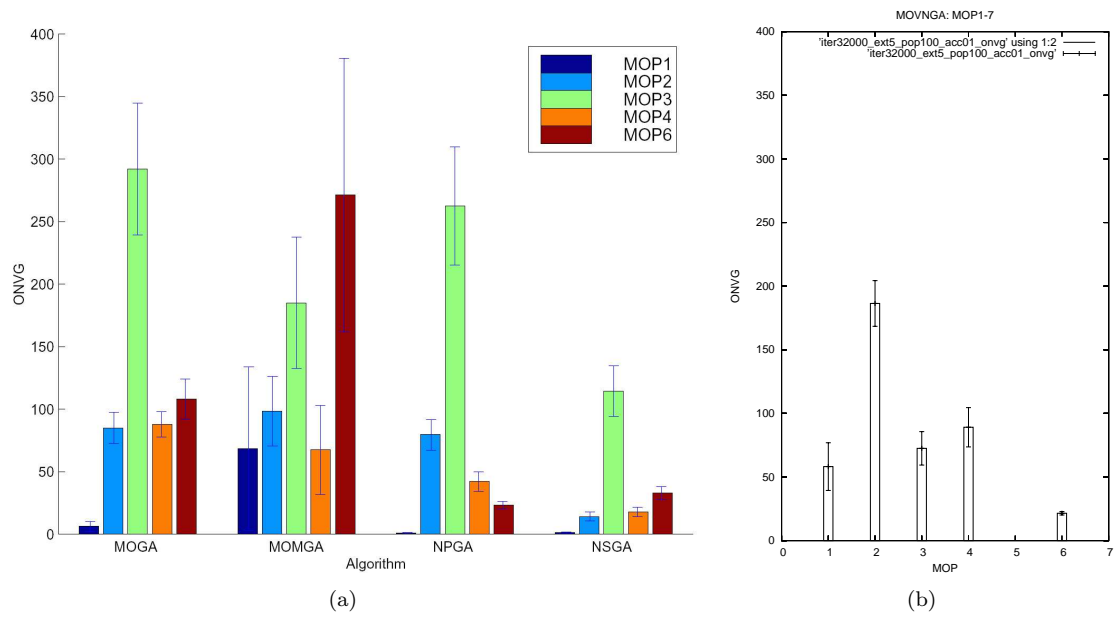 400
350
300
250
200
150
100
50
0
ONVG
MOP1
MOP2
MOP3
MOP4
MOP6
MOGA
MOMGA
NPGA
NSGA
Algorithm
(a)
MOVNGA: MOP1-7
'iter32000_ext5_pop100_acc01_onvg' using 1:2
'iter32000_ext5_pop100_acc01_onvg'
400
350
300
250
200
150
100
50
0
ONVG
0 1 2 3 4 5 6 7
MOP
(b)